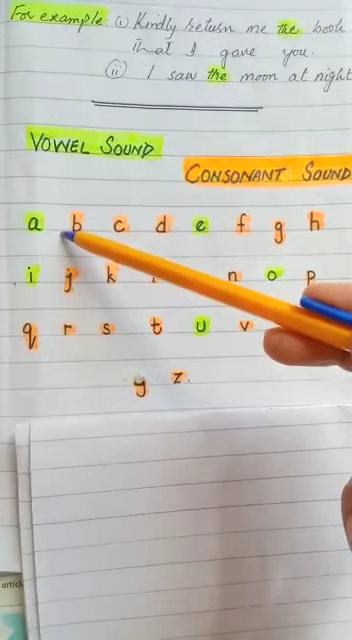 For example: (i) Kindly return me the book
that I gave you.
(ii) I saw the moon at night
VOWEL SOUND
CONSONANT SOUND
a b c d e f g h
i j k n o p
q r s t u v
y z.
artic